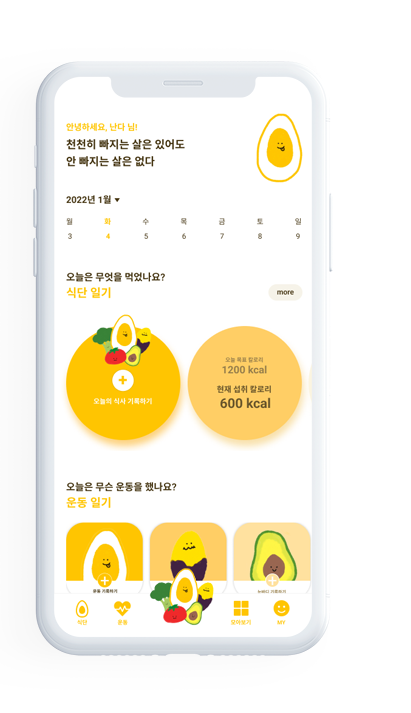 안녕하세요, 난다 님!
천천히 빠지는 살은 있어도
안 빠지는 살은 없다
2022년 1월
월 화 수 목 금 토 일
3 4 5 6 7 8 9
오늘은 무엇을 먹었나요?
식단 일기
more
오늘의 식사 기록하기
오늘 목표 칼로리
1200 kcal
현재 섭취 칼로리
600 kcal
오늘은 무슨 운동을 했나요?
운동 일기
운동 기록하기
눈바디 기록하기
식단 운동 모아보기 MY